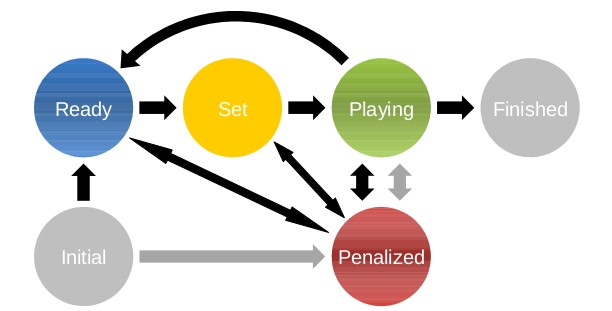 Ready
Set
Playing
Finished
Initial
Penalized